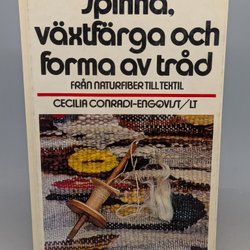 Spinna,
växtfärga och
forma av tråd
FRÅN NATURFIBER TILL TEXTIL
CECILIA CONRADI-ENGQVIST/LT